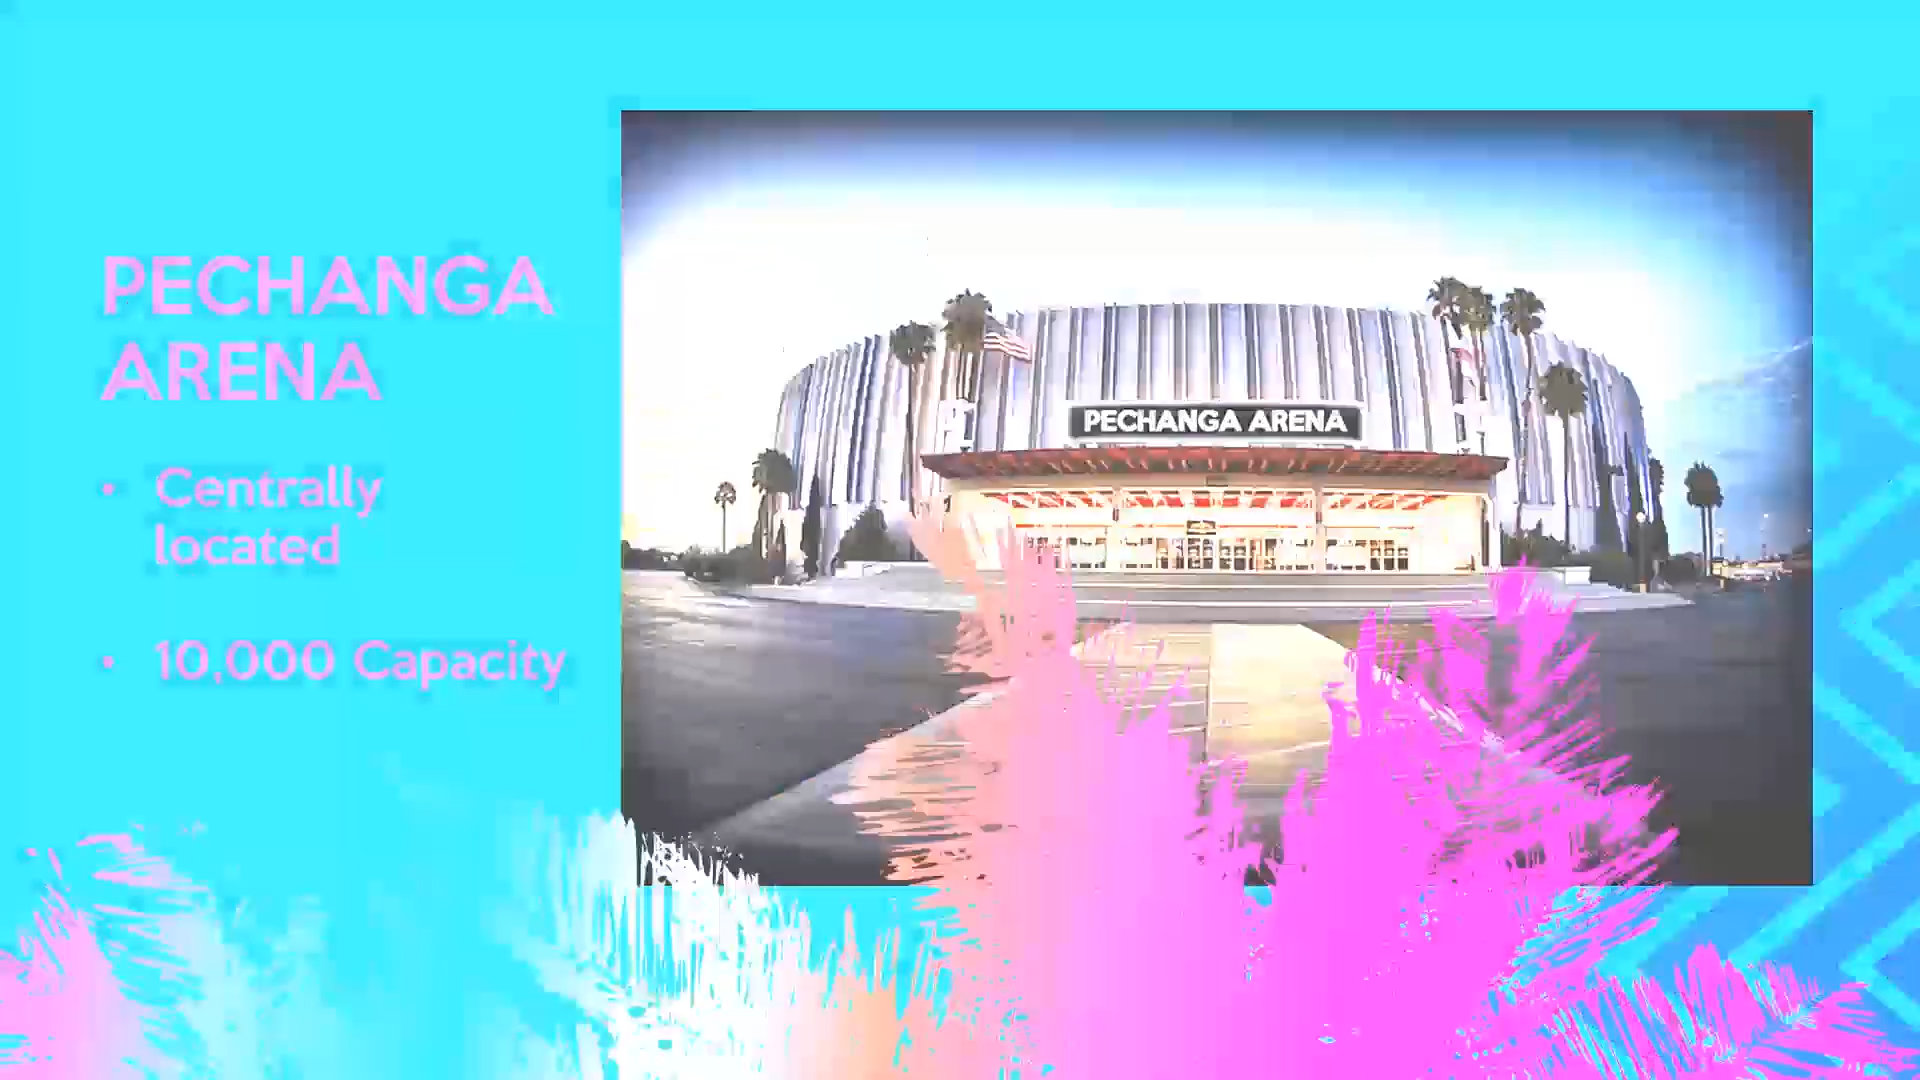 PECHANGA
ARENA
• Centrally
located
• 10,000 Capacity
PECHANGA ARENA